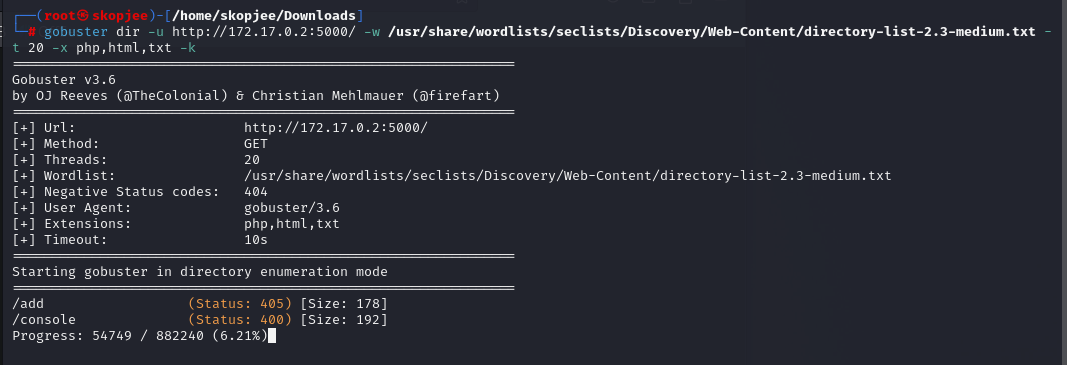 ┌──(root㉿skopjee)-[/home/skopjee/Downloads]
└─# gobuster dir -u http://172.17.0.2:5000/ -w /usr/share/wordlists/seclists/Discovery/Web-Content/directory-list-2.3-medium.txt -
t 20 -x php,html,txt -k
===============================================================
Gobuster v3.6
by OJ Reeves (@TheColonial) & Christian Mehlmauer (@firefart)
===============================================================
[+] Url:                     http://172.17.0.2:5000/
[+] Method:                  GET
[+] Threads:                 20
[+] Wordlist:                /usr/share/wordlists/seclists/Discovery/Web-Content/directory-list-2.3-medium.txt
[+] Negative Status codes:   404
[+] User Agent:              gobuster/3.6
[+] Extensions:              php,html,txt
[+] Timeout:                 10s
===============================================================
Starting gobuster in directory enumeration mode
===============================================================
/add                  (Status: 405) [Size: 178]
/console              (Status: 400) [Size: 192]
Progress: 54749 / 882240 (6.21%)